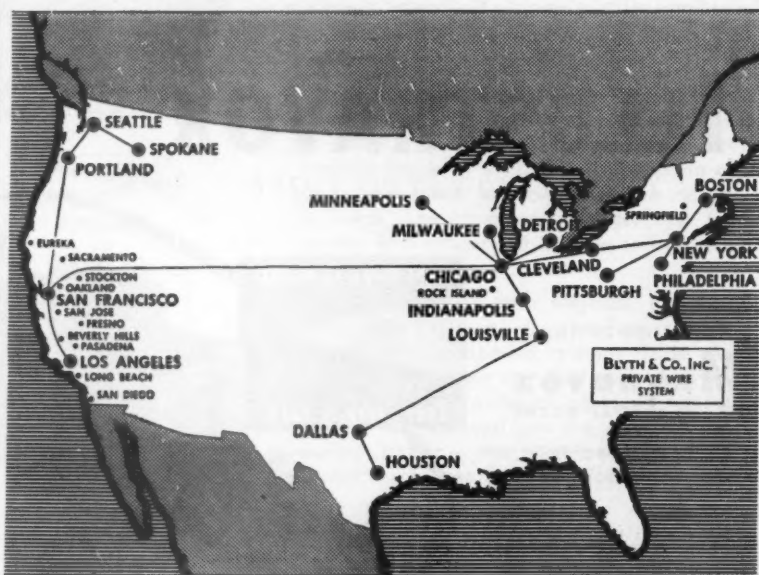 SEATTLE
SPOKANE
PORTLAND
MINNEAPOLIS
MILWAUKEE
DETROIT
BOSTON
SPRINGFIELD
EUREKA
SACRAMENTO
STOCKTON
OAKLAND
SAN FRANCISCO
SAN JOSE
FRESNO
BEVERLY HILLS
PASADENA
LOS ANGELES
LONG BEACH
SAN DIEGO
CHICAGO
ROCK ISLAND
CLEVELAND
NEW YORK
PITTSBURGH
PHILADELPHIA
INDIANAPOLIS
LOUISVILLE
BLYTH & CO., INC.
PRIVATE WIRE
SYSTEM
DALLAS
HOUSTON